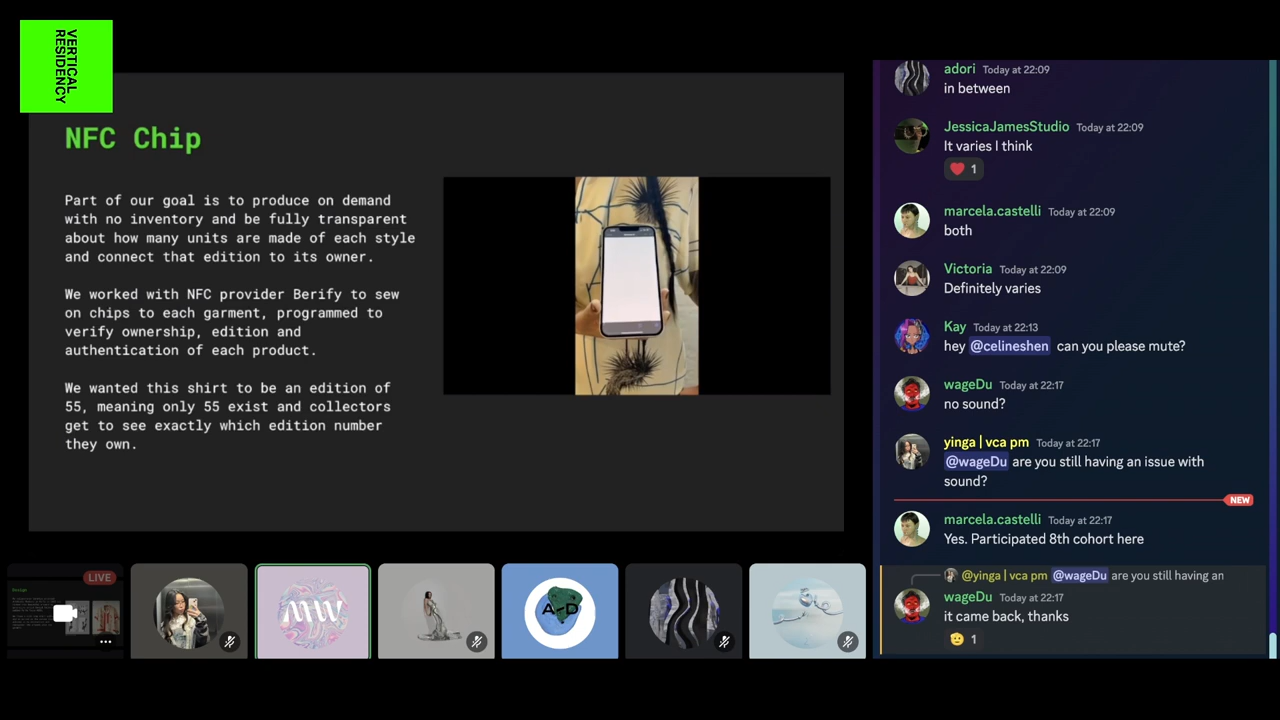 VERTICAL
RESIDENCY
NFC Chip
Part of our goal is to produce on demand
with no inventory and be fully transparent
about how many units are made of each style
and connect that edition to its owner.
We worked with NFC provider Berify to sew
on chips to each garment, programmed to
verify ownership, edition and
authentication of each product.
We wanted this shirt to be an edition of
55, meaning only 55 exist and collectors
get to see exactly which edition number
they own.
LIVE
Design
MW
A-D
adori Today at 22:09
in between
JessicaJamesStudio Today at 22:09
It varies I think
1
marcela.castelli Today at 22:09
both
Victoria Today at 22:09
Definitely varies
Kay Today at 22:13
hey @celineshen can you please mute?
wageDu Today at 22:17
no sound?
yinga | vca pm Today at 22:17
@wageDu are you still having an issue with
sound?
NEW
marcela.castelli Today at 22:17
Yes. Participated 8th cohort here
@yinga | vca pm @wageDu are you still having an
wageDu Today at 22:17
it came back, thanks
1